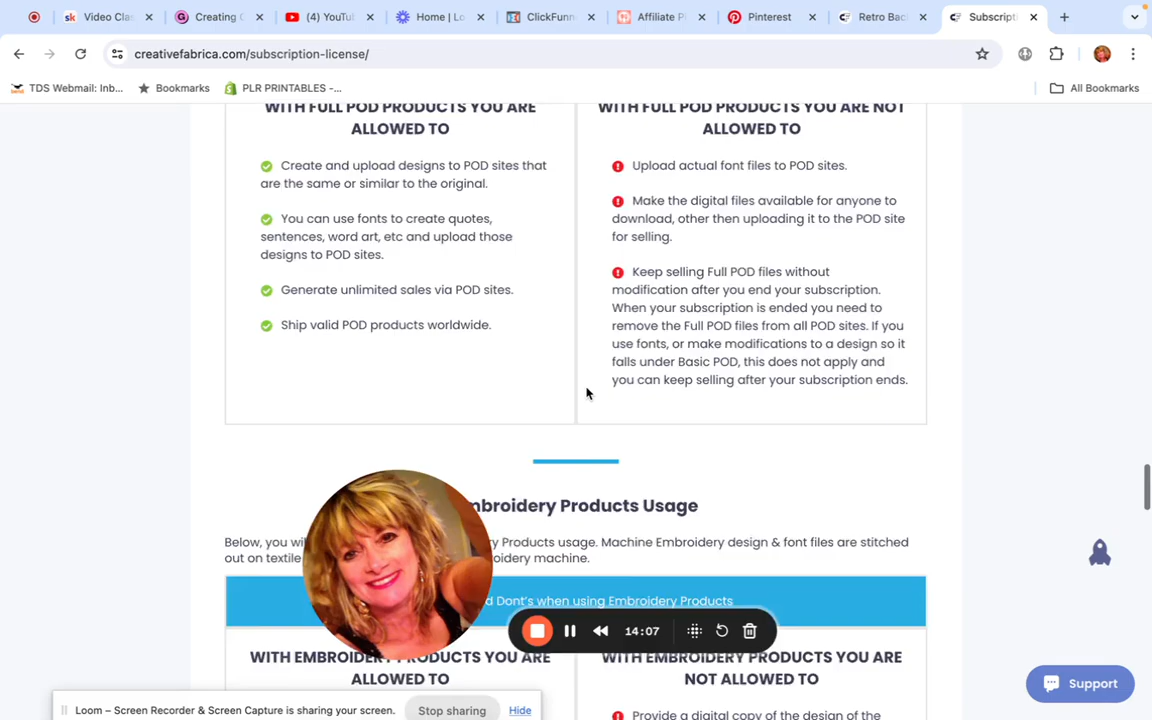 Video Clas
Creating C
(4) YouTu
Home | Lo
ClickFunn
Affiliate P
Pinterest
Retro Bac
Subscripti
creativefabrica.com/subscription-license/
TDS Webmail: Inb...
Bookmarks
PLR PRINTABLES -...
All Bookmarks
WITH FULL POD PRODUCTS YOU ARE
ALLOWED TO
Create and upload designs to POD sites that
are the same or similar to the original.
You can use fonts to create quotes,
sentences, word art, etc and upload those
designs to POD sites.
Generate unlimited sales via POD sites.
Ship valid POD products worldwide.
WITH FULL POD PRODUCTS YOU ARE NOT
ALLOWED TO
Upload actual font files to POD sites.
Make the digital files available for anyone to
download, other then uploading it to the POD site
for selling.
Keep selling Full POD files without
modification after you end your subscription.
When your subscription is ended you need to
remove the Full POD files from all POD sites. If you
use fonts, or make modifications to a design so it
falls under Basic POD, this does not apply and
you can keep selling after your subscription ends.
mbroidery Products Usage
Below, you wil y Products usage. Machine Embroidery design & font files are stitched
out on textile oidery machine.
d Dont's when using Embroidery Products
WITH EMBROIDERY PRODUCTS YOU ARE
ALLOWED TO
WITH EMBROIDERY PRODUCTS YOU ARE
NOT ALLOWED TO
Provide a digital copy of the design of the
14:07
Support
Loom – Screen Recorder & Screen Capture is sharing your screen.
Stop sharing
Hide